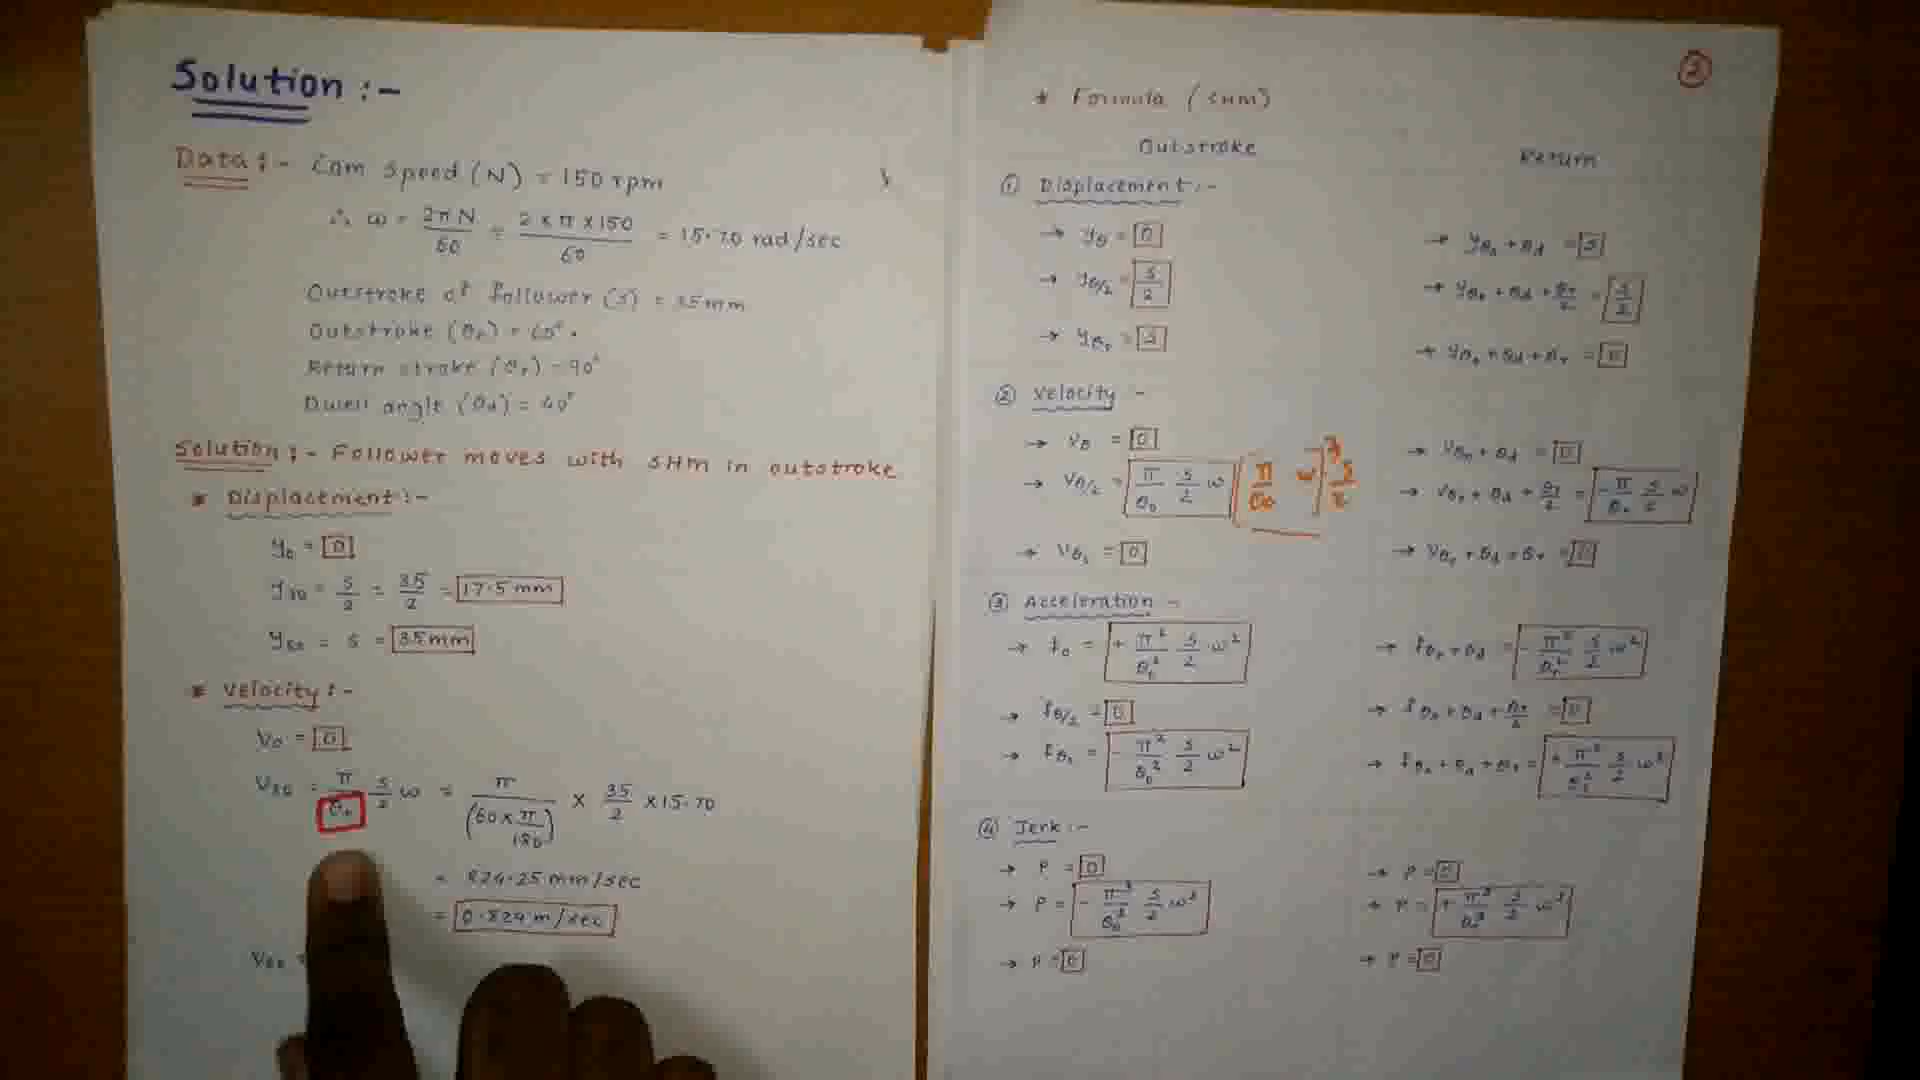 Solution :-
Data :- Cam Speed (N) = 150 rpm
∴ ω = 2πN/60 = 2 × π × 150/60 = 15.70 rad/sec
Outstroke of follower (S) = 35mm
Outstroke (θo) = 60°
Return stroke (θr) = 90°
Dwell angle (θd) = 40°
Solution :- Follower moves with SHM in outstroke
* Displacement :-
y0 = 0
y30 = S/2 = 35/2 = 17.5 mm
y60 = S = 35mm
* Velocity :-
V0 = 0
V30 = π/θo S/2 ω = π/(60 × π/180) × 35/2 × 15.70
= 824.25 mm/sec
= 0.824 m/sec
V60 =
2
* Formula (SHM)
Outstroke Return
① Displacement :-
→ yθ = 0 → yθo + θd = S
→ yθ/2 = S/2 → yθo + θd + θr/2 = S/2
→ yθo = S → yθo + θd + θr = 0
② Velocity :-
→ Vθ = 0 → Vθo + θd = 0
→ Vθ/2 = π/θo S/2 ω [π/θo ω] S/2 → Vθo + θd + θr/2 = -π/θr S/2 ω
→ Vθo = 0 → Vθo + θd + θr = 0
③ Acceleration :-
→ f0 = + π²/θo² S/2 ω² → fθo + θd = - π²/θr² S/2 ω²
→ fθ/2 = 0 → fθo + θd + θr/2 = 0
→ fθo = - π²/θo² S/2 ω² → fθo + θd + θr = + π²/θr² S/2 ω²
④ Jerk :-
→ P = 0 → P = 0
→ P = - π³/θo³ S/2 ω³ → P = + π³/θr³ S/2 ω³
→ P = 0 → P = 0